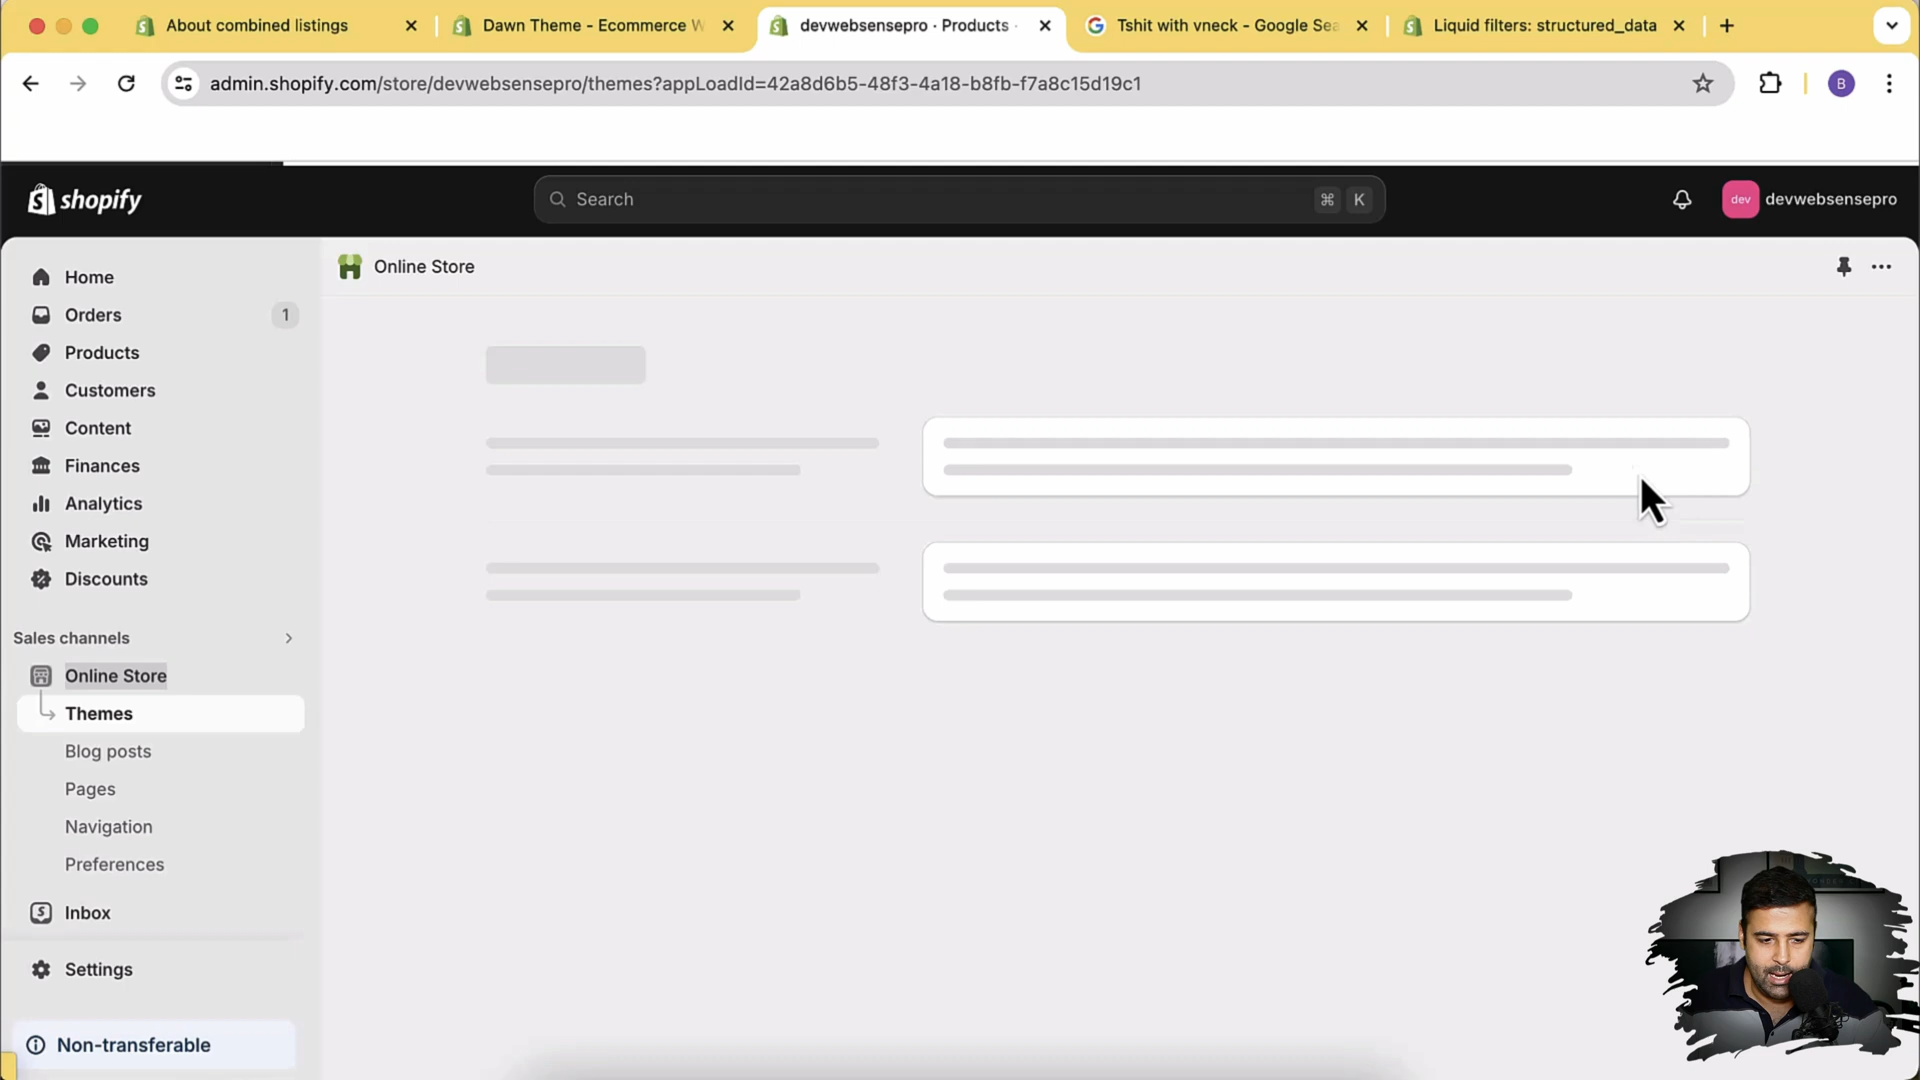 About combined listings
Dawn Theme - Ecommerce W
devwebsensepro · Products ·
Tshit with vneck - Google Sea
Liquid filters: structured_data
admin.shopify.com/store/devwebsensepro/themes?appLoadId=42a8d6b5-48f3-4a18-b8fb-f7a8c15d19c1
B
shopify
Search
⌘ K
dev
devwebsensepro
Online Store
Home
Orders
1
Products
Customers
Content
Finances
Analytics
Marketing
Discounts
Sales channels
Online Store
Themes
Blog posts
Pages
Navigation
Preferences
Inbox
Settings
Non-transferable